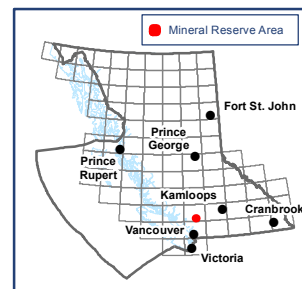 Mineral Reserve Area
Fort St. John
Prince
George
Prince
Rupert
Kamloops
Cranbrook
Vancouver
Victoria